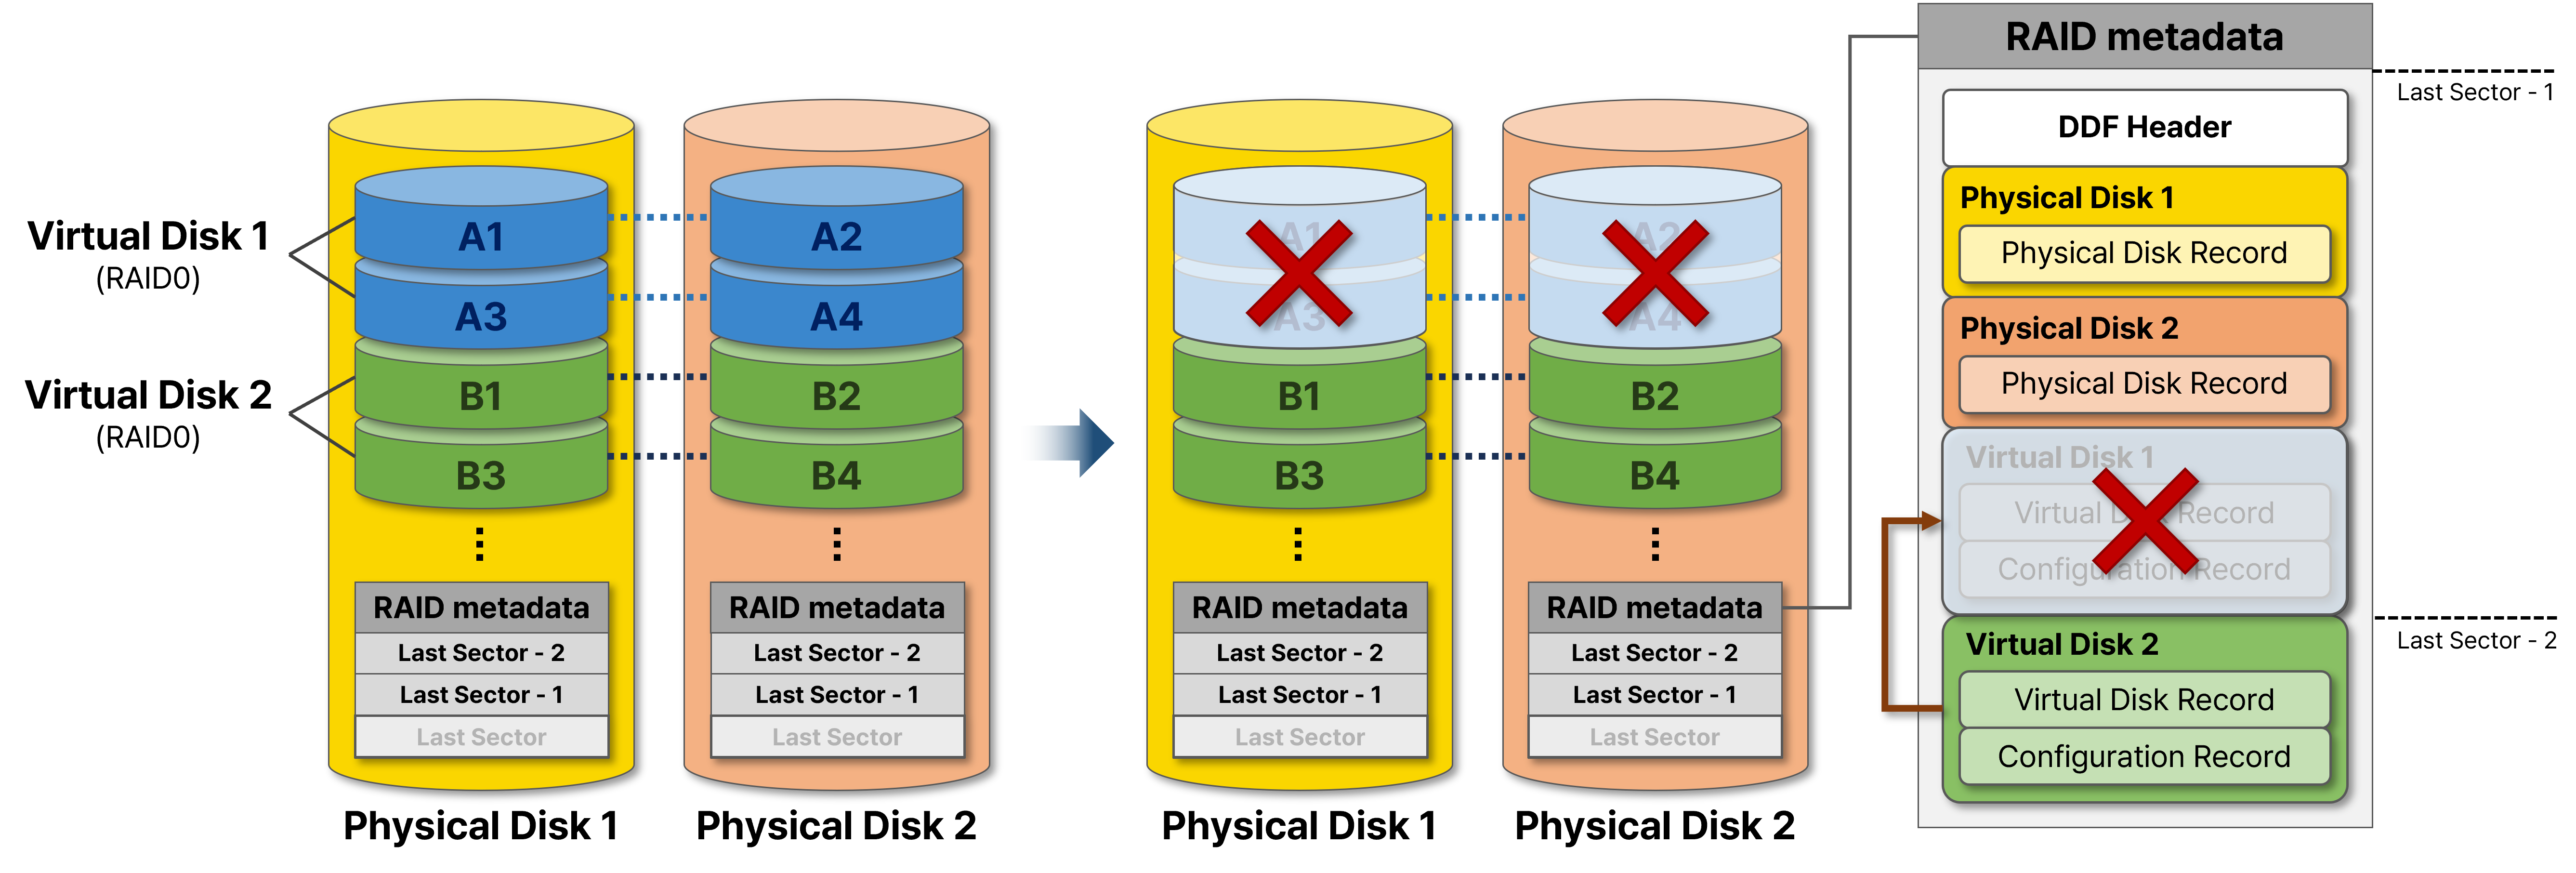 Virtual Disk 1
(RAID0)
Virtual Disk 2
(RAID0)
A1
A3
B1
B3
RAID metadata
Last Sector - 2
Last Sector - 1
Last Sector
Physical Disk 1
A2
A4
B2
B4
RAID metadata
Last Sector - 2
Last Sector - 1
Last Sector
Physical Disk 2
A1
A3
B1
B3
RAID metadata
Last Sector - 2
Last Sector - 1
Last Sector
Physical Disk 1
A2
A4
B2
B4
RAID metadata
Last Sector - 2
Last Sector - 1
Last Sector
Physical Disk 2
RAID metadata
Last Sector - 1
DDF Header
Physical Disk 1
Physical Disk Record
Physical Disk 2
Physical Disk Record
Virtual Disk 1
Virtual Disk Record
Configuration Record
Last Sector - 2
Virtual Disk 2
Virtual Disk Record
Configuration Record